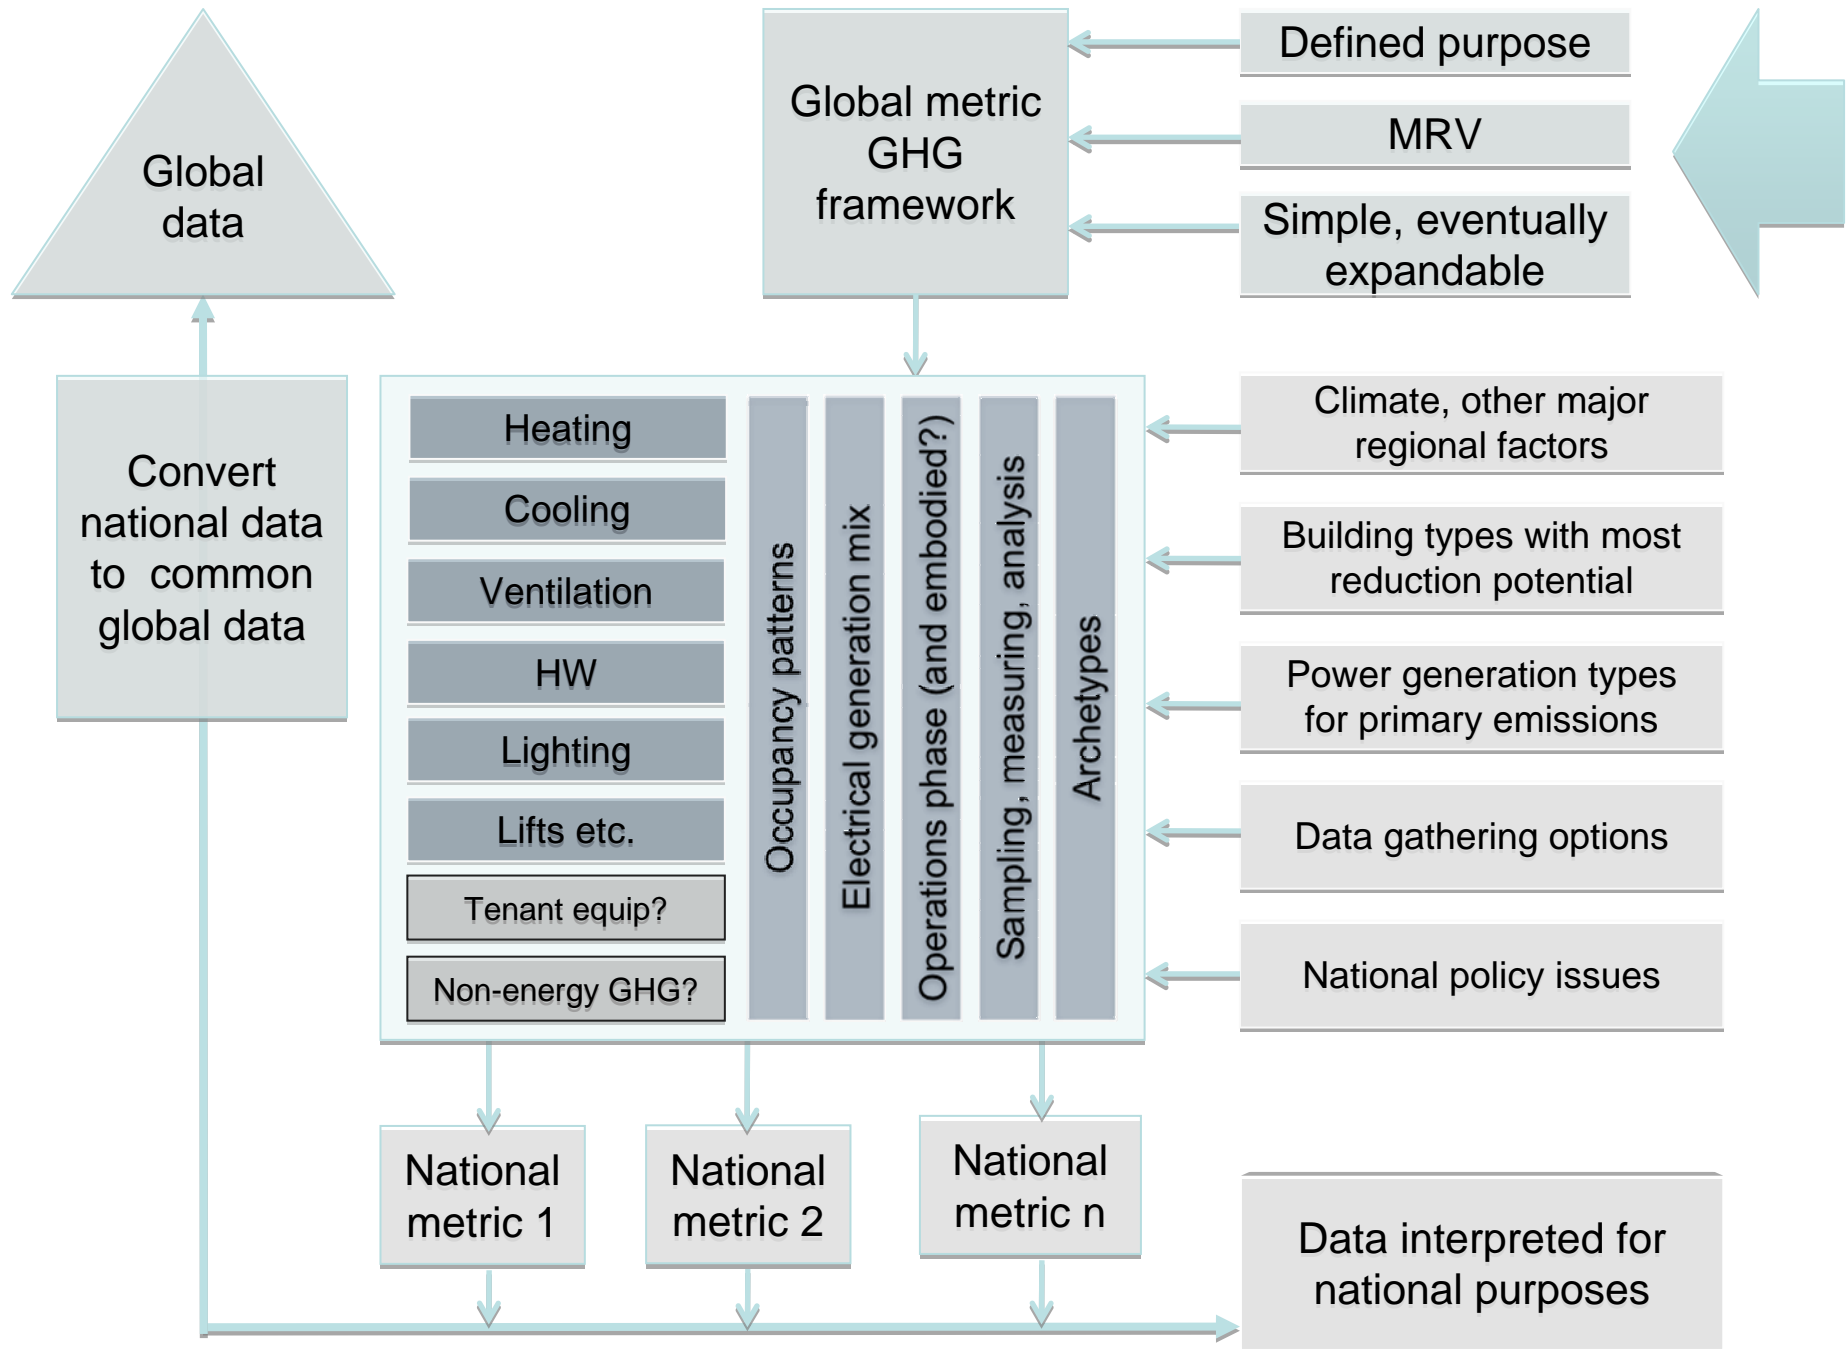 Global
data
Global metric
GHG
framework
Defined purpose
MRV
Simple, eventually
expandable
Convert
national data
to common
global data
Heating
Cooling
Ventilation
HW
Lighting
Lifts etc.
Tenant equip?
Non-energy GHG?
Occupancy patterns
Electrical generation mix
Operations phase (and embodied?)
Sampling, measuring, analysis
Archetypes
Climate, other major
regional factors
Building types with most
reduction potential
Power generation types
for primary emissions
Data gathering options
National policy issues
National
metric 1
National
metric 2
National
metric n
Data interpreted for
national purposes